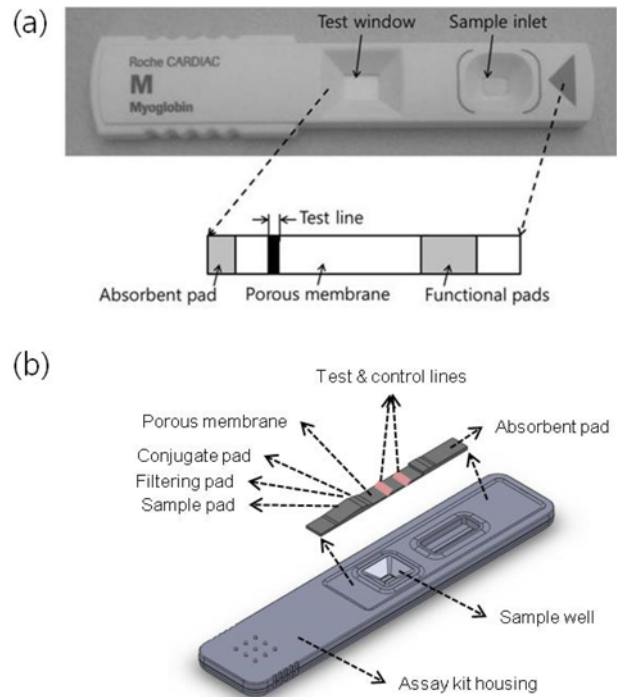 (a)
Test window
Sample inlet
Roche CARDIAC
M
Myoglobin
Test line
Absorbent pad
Porous membrane
Functional pads
(b)
Test & control lines
Porous membrane
Absorbent pad
Conjugate pad
Filtering pad
Sample pad
Sample well
Assay kit housing